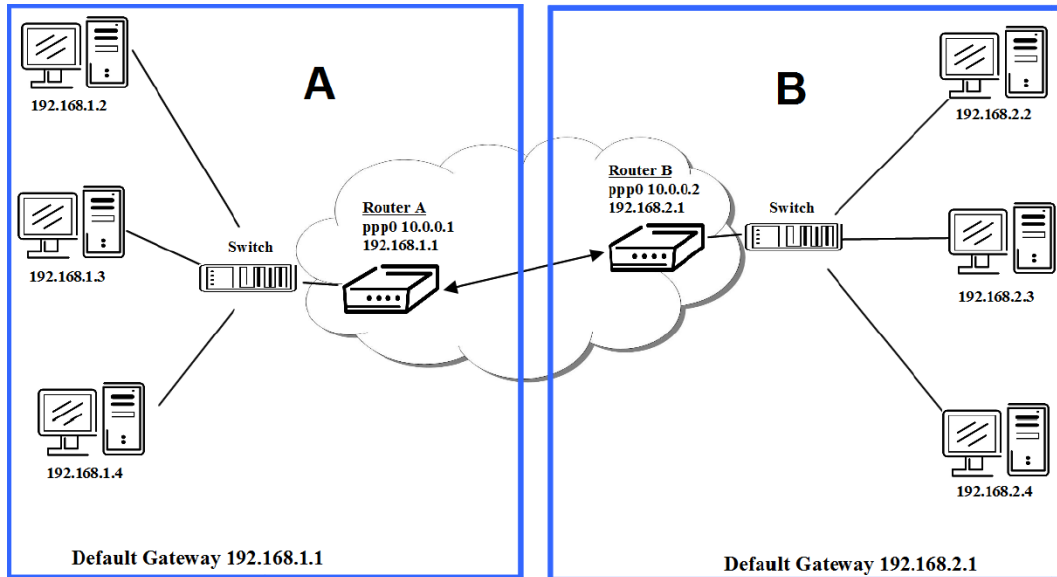 A
192.168.1.2
192.168.1.3
192.168.1.4
Switch
Router A
ppp0 10.0.0.1
192.168.1.1
Default Gateway 192.168.1.1
B
Router B
ppp0 10.0.0.2
192.168.2.1
Switch
192.168.2.2
192.168.2.3
192.168.2.4
Default Gateway 192.168.2.1